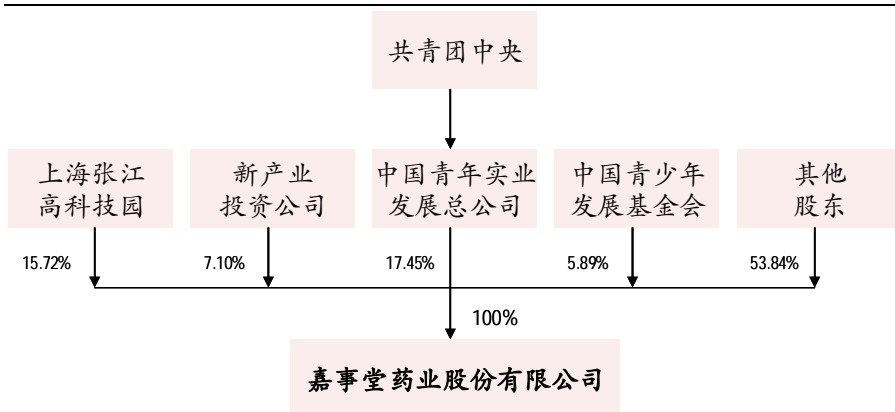 共青团中央
上海张江
高科技园
新产业
投资公司
中国青年实业
发展总公司
中国青少年
发展基金会
其他
股东
15.72%
7.10%
17.45%
5.89%
53.84%
100%
嘉事堂药业股份有限公司